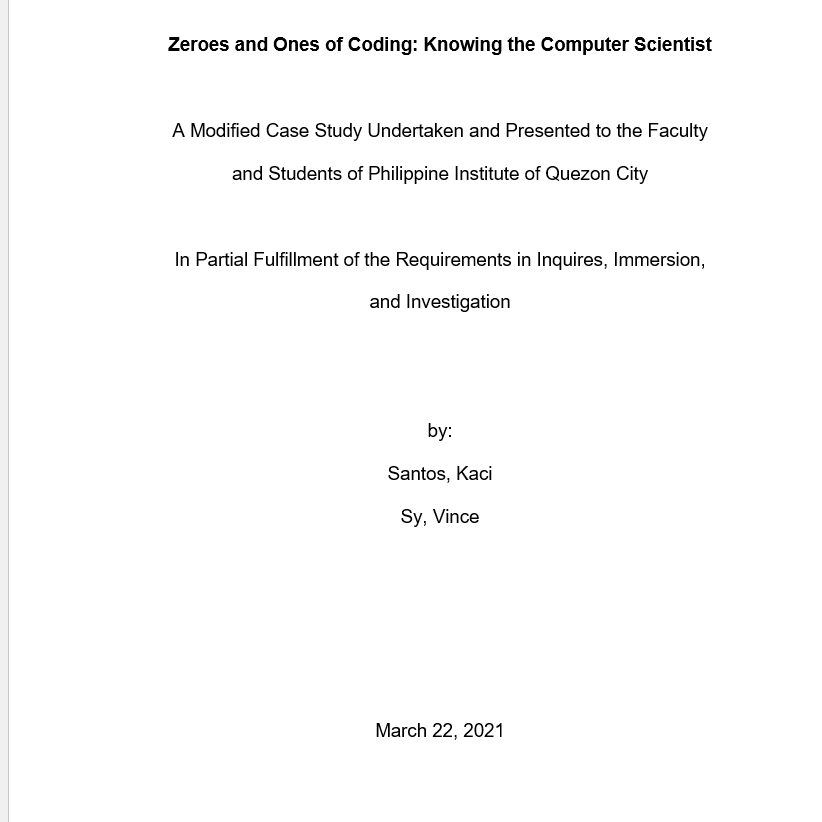 Zeroes and Ones of Coding: Knowing the Computer Scientist
A Modified Case Study Undertaken and Presented to the Faculty
and Students of Philippine Institute of Quezon City
In Partial Fulfillment of the Requirements in Inquires, Immersion,
and Investigation
by:
Santos, Kaci
Sy, Vince
March 22, 2021